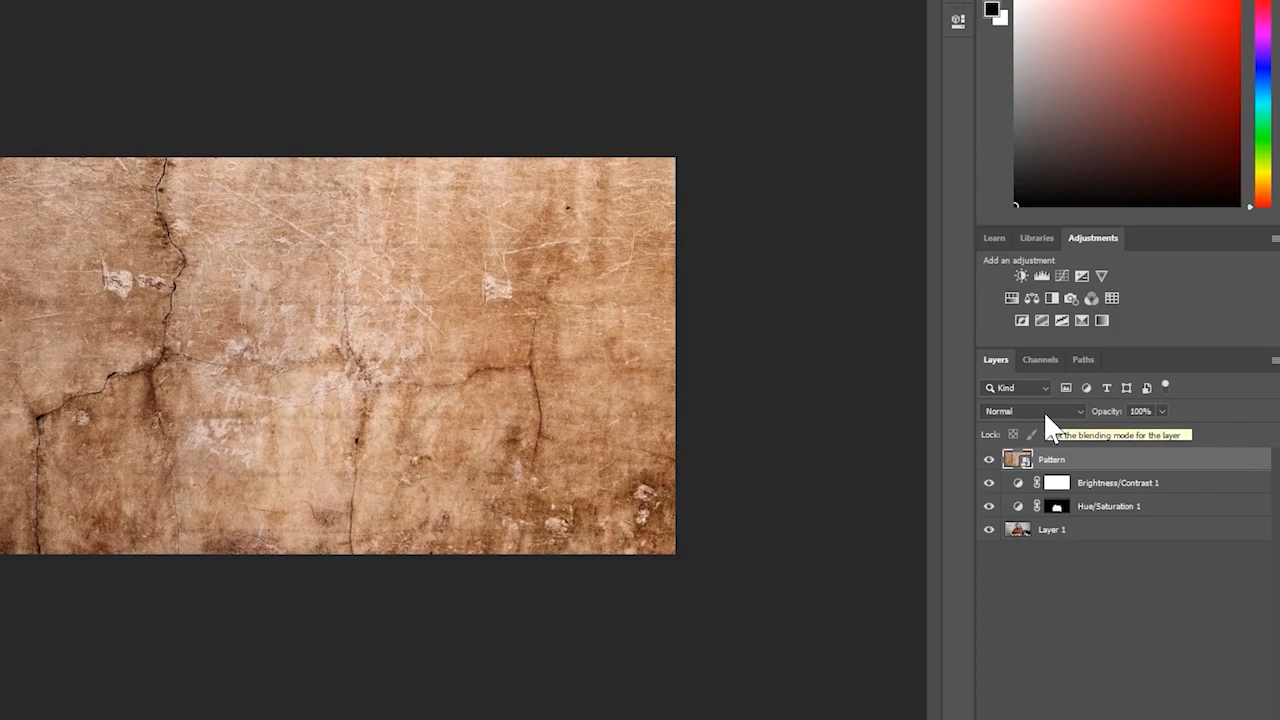 Learn Libraries Adjustments
Add an adjustment
Layers Channels Paths
Kind
Normal Opacity: 100%
Lock: the blending mode for the layer
Pattern
Brightness/Contrast 1
Hue/Saturation 1
Layer 1